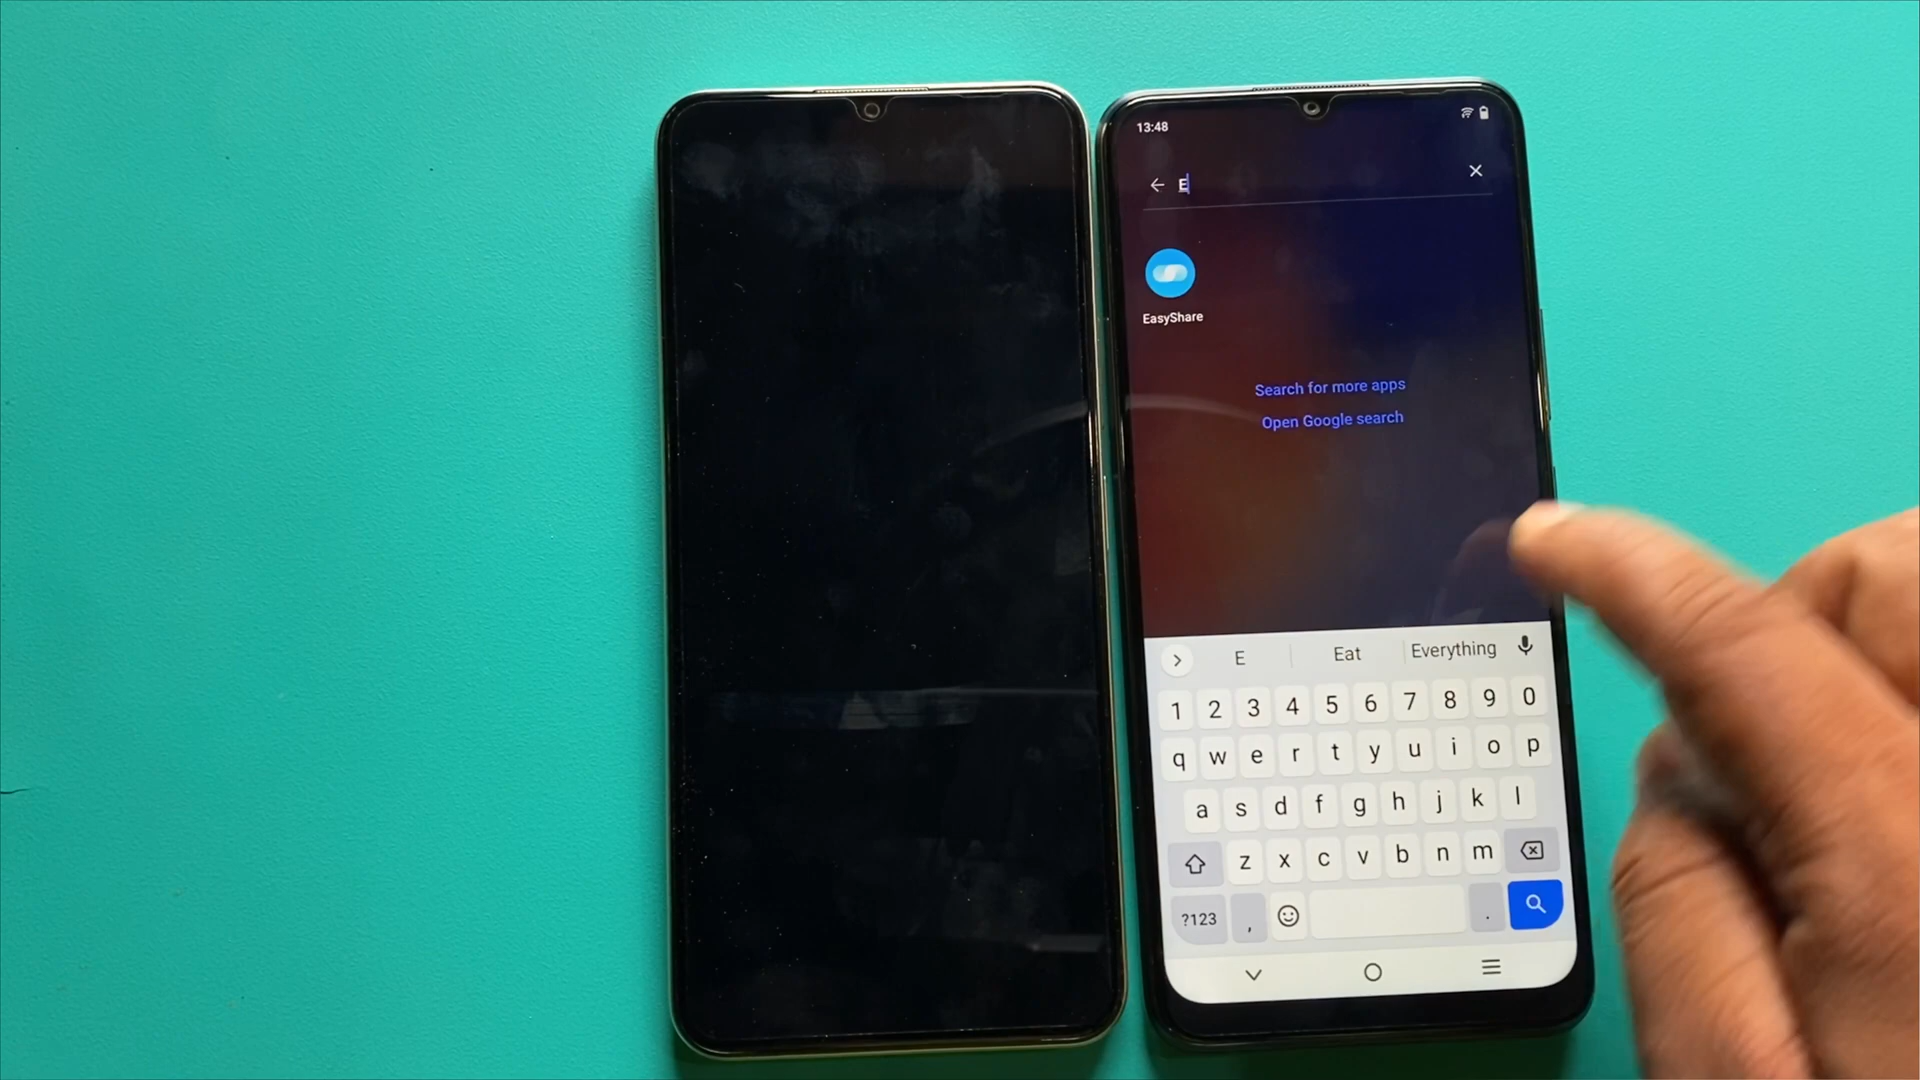 13:48
E
EasyShare
Search for more apps
Open Google search
E Eat Everything
1 2 3 4 5 6 7 8 9 0
q w e r t y u i o p
a s d f g h j k l
z x c v b n m
?123 , .